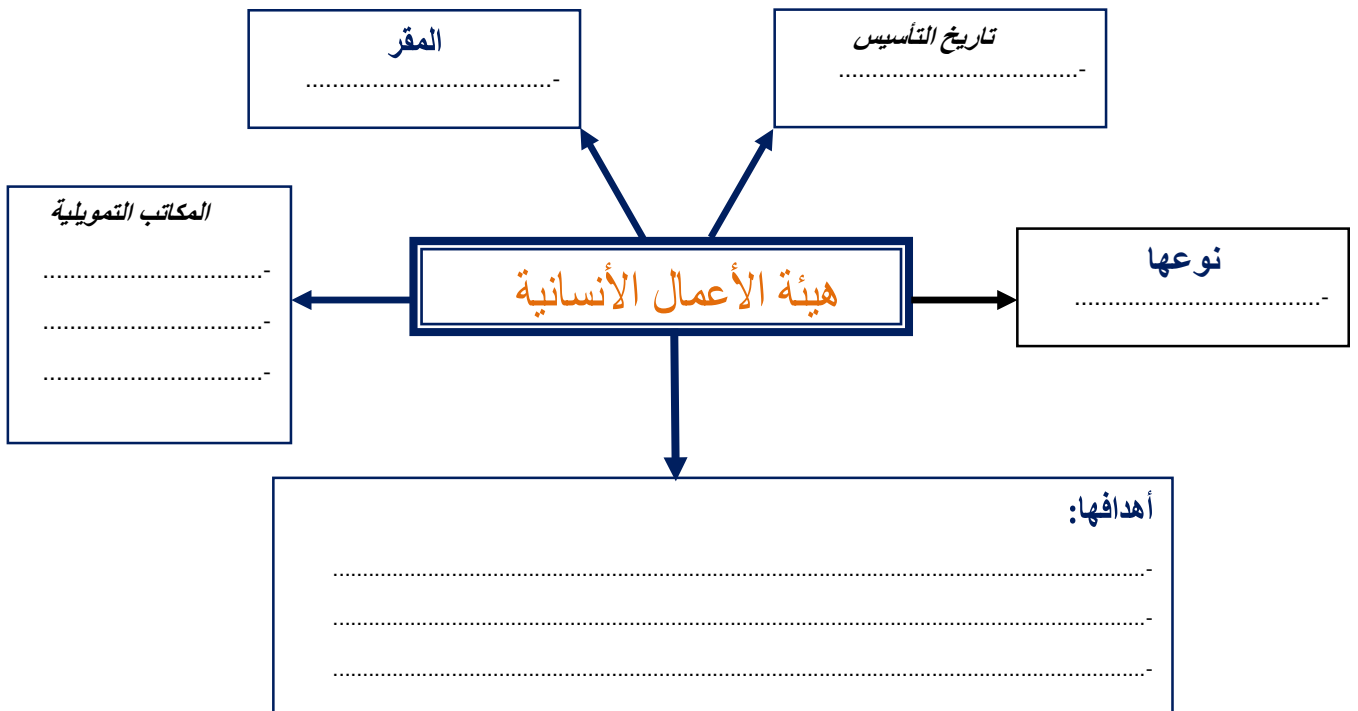 تاريخ التأسيس
-....................................
المقر
-.....................................
المكاتب التمويلية
-.................................
-.................................
-.................................
هيئة الأعمال الأنسانية
نوعها
-.....................................
أهدافها:
-.........................................................................................................................................
-.........................................................................................................................................
-.........................................................................................................................................